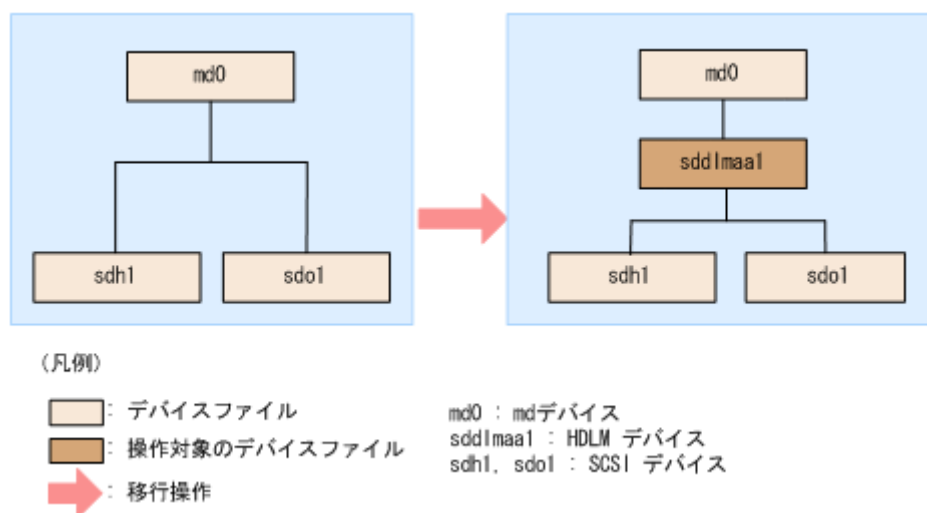 md0
sdh1
sdo1
md0
sddlmaa1
sdh1
sdo1
(凡例)
: デバイスファイル
: 操作対象のデバイスファイル
: 移行操作
md0 : mdデバイス
sddlmaa1 : HDLM デバイス
sdh1, sdo1 : SCSI デバイス